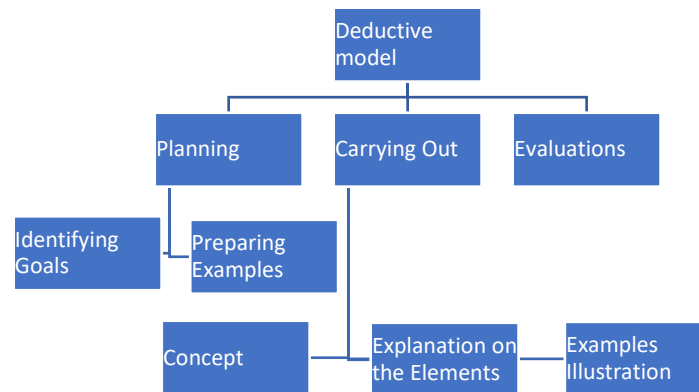 Deductive
model
Planning
Carrying Out
Evaluations
Identifying
Goals
Preparing
Examples
Concept
Explanation on
the Elements
Examples
Illustration